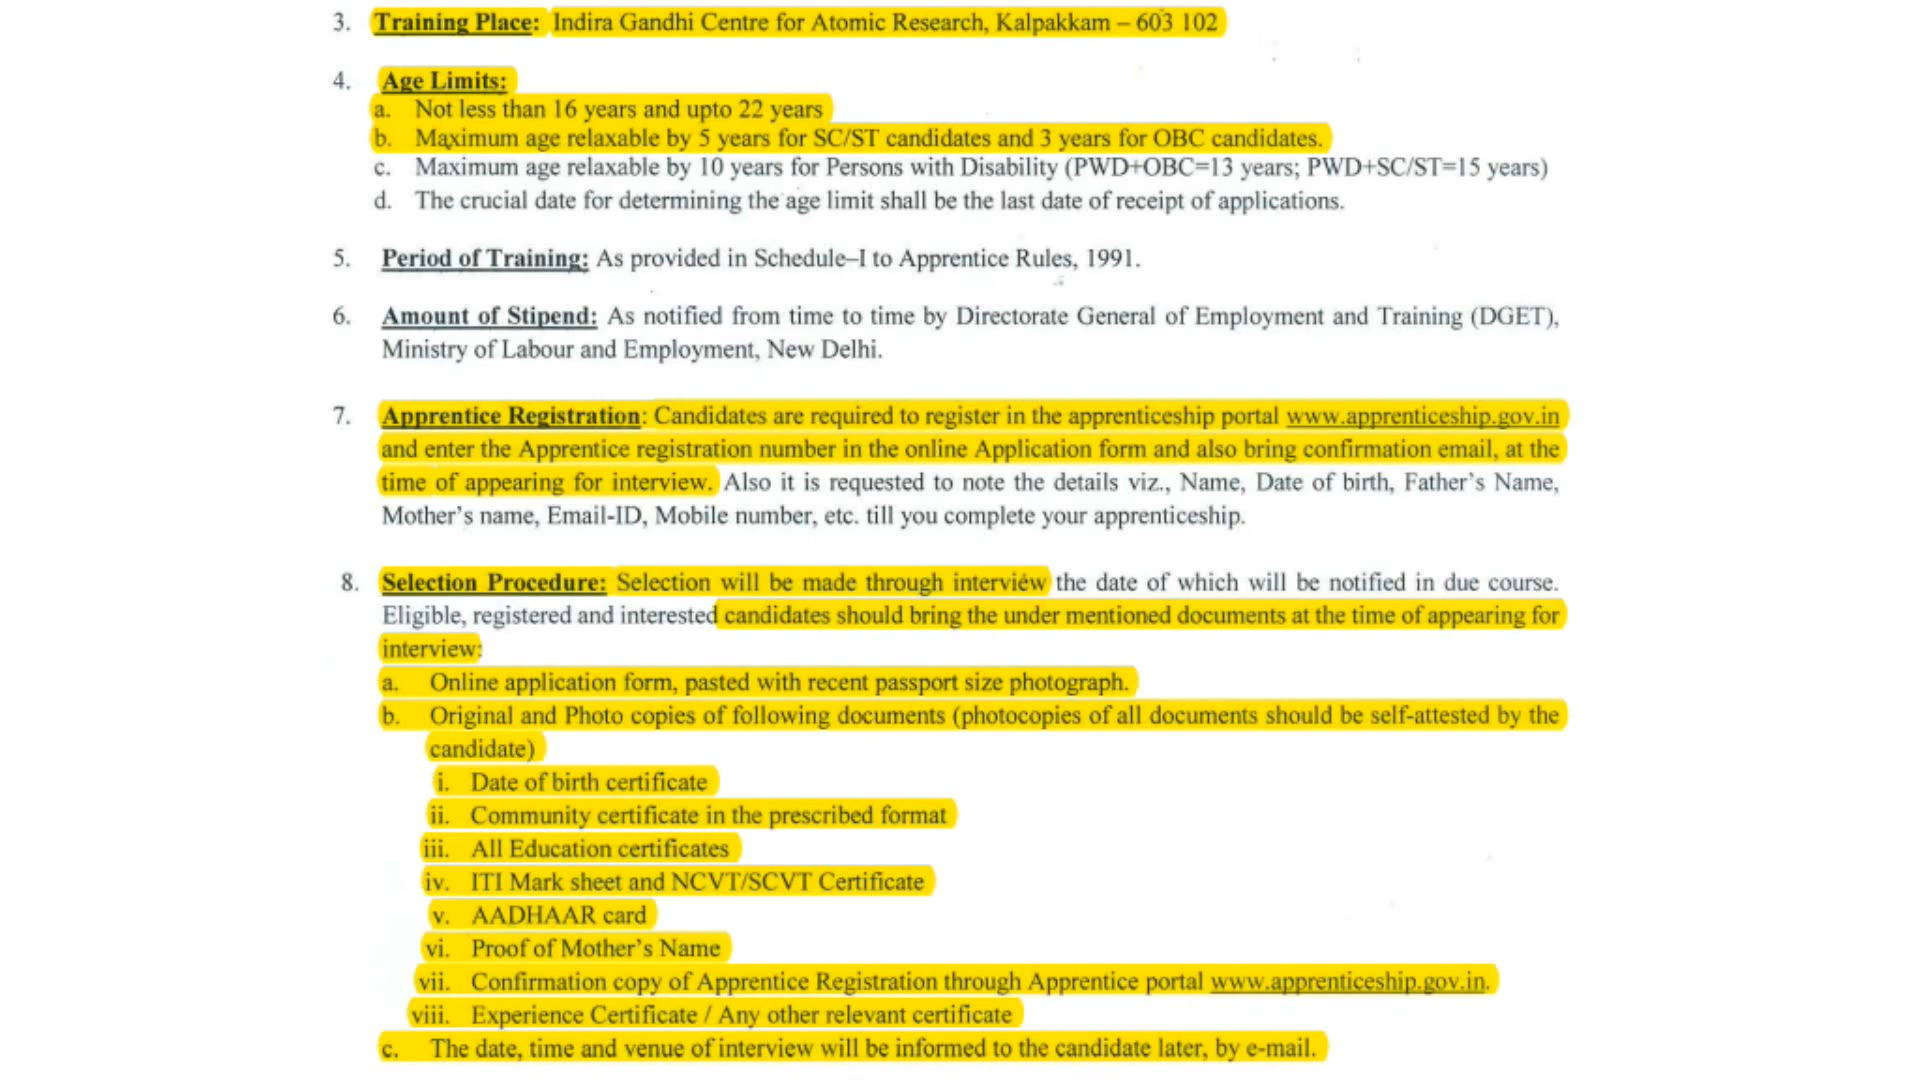 3. Training Place: Indira Gandhi Centre for Atomic Research, Kalpakkam – 603 102
4. Age Limits:
a. Not less than 16 years and upto 22 years
b. Maximum age relaxable by 5 years for SC/ST candidates and 3 years for OBC candidates.
c. Maximum age relaxable by 10 years for Persons with Disability (PWD+OBC=13 years; PWD+SC/ST=15 years)
d. The crucial date for determining the age limit shall be the last date of receipt of applications.
5. Period of Training: As provided in Schedule–I to Apprentice Rules, 1991.
6. Amount of Stipend: As notified from time to time by Directorate General of Employment and Training (DGET),
Ministry of Labour and Employment, New Delhi.
7. Apprentice Registration: Candidates are required to register in the apprenticeship portal www.apprenticeship.gov.in
and enter the Apprentice registration number in the online Application form and also bring confirmation email, at the
time of appearing for interview. Also it is requested to note the details viz., Name, Date of birth, Father's Name,
Mother's name, Email-ID, Mobile number, etc. till you complete your apprenticeship.
8. Selection Procedure: Selection will be made through interview the date of which will be notified in due course.
Eligible, registered and interested candidates should bring the under mentioned documents at the time of appearing for
interview:
a. Online application form, pasted with recent passport size photograph.
b. Original and Photo copies of following documents (photocopies of all documents should be self-attested by the
candidate)
i. Date of birth certificate
ii. Community certificate in the prescribed format
iii. All Education certificates
iv. ITI Mark sheet and NCVT/SCVT Certificate
v. AADHAAR card
vi. Proof of Mother's Name
vii. Confirmation copy of Apprentice Registration through Apprentice portal www.apprenticeship.gov.in.
viii. Experience Certificate / Any other relevant certificate
c. The date, time and venue of interview will be informed to the candidate later, by e-mail.